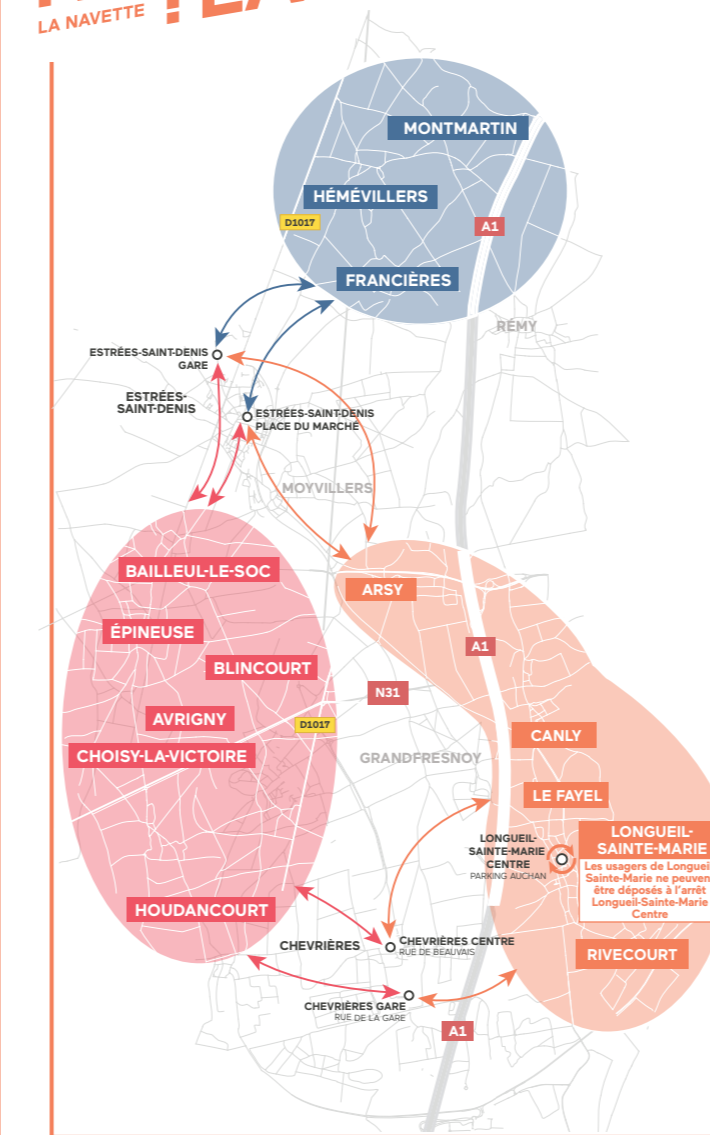 LA NAVETTE
MONTMARTIN
HÉMÉVILLERS
D1017
A1
FRANCIÈRES
RÉMY
ESTRÉES-SAINT-DENIS
GARE
ESTRÉES-
SAINT-DENIS
ESTRÉES-SAINT-DENIS
PLACE DU MARCHÉ
MOYVILLERS
BAILLEUL-LE-SOC
ARSY
ÉPINEUSE
A1
BLINCOURT
N31
AVRIGNY
D1017
CANLY
CHOISY-LA-VICTOIRE
GRANDFRESNOY
LE FAYEL
LONGUEIL-
SAINTE-MARIE
CENTRE
PARKING AUCHAN
LONGUEIL-
SAINTE-MARIE
Les usagers de Longuei
Sainte-Marie ne peuven
être déposés à l'arrêt
Longueil-Sainte-Marie
Centre
HOUDANCOURT
CHEVRIÈRES
CHEVRIÈRES CENTRE
RUE DE BEAUVAIS
RIVECOURT
CHEVRIÈRES GARE
RUE DE LA GARE
A1